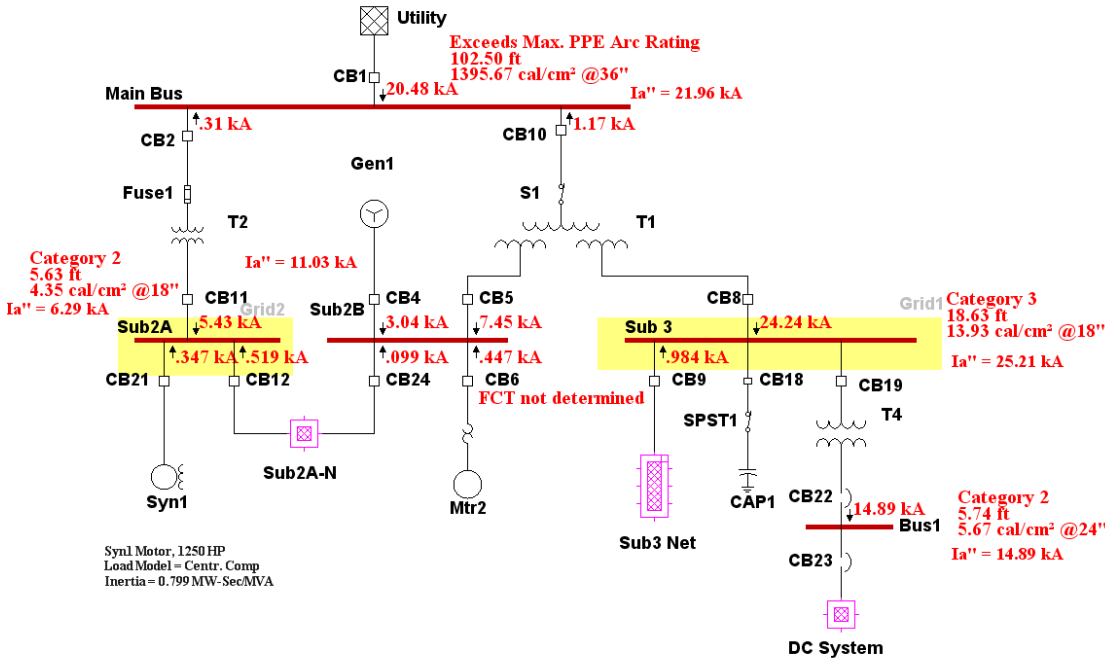 Utility
Exceeds Max. PPE Arc Rating
102.50 ft
1395.67 cal/cm² @36"
CB1
20.48 kA
Main Bus
Ia" = 21.96 kA
.31 kA
1.17 kA
CB2
CB10
Gen1
Fuse1
S1
T2
T1
Category 2
5.63 ft
4.35 cal/cm² @18"
Ia" = 6.29 kA
Ia" = 11.03 kA
CB11
Grid2
Sub2A
5.43 kA
.347 kA
.519 kA
CB21
CB12
Sub2B
CB4
CB5
3.04 kA
7.45 kA
.099 kA
.447 kA
CB24
CB6
FCT not determined
CB8
Grid1
Category 3
18.63 ft
13.93 cal/cm² @18"
Ia" = 25.21 kA
Sub 3
24.24 kA
.984 kA
CB9
CB18
CB19
SPST1
T4
Sub2A-N
Syn1
Mtr2
CAP1
CB22
14.89 kA
Category 2
5.74 ft
5.67 cal/cm² @24"
Bus1
Ia" = 14.89 kA
Sub3 Net
CB23
Syn1 Motor, 1250 HP
Load Model = Centr. Comp
Inertia = 0.799 MW-Sec/MVA
DC System